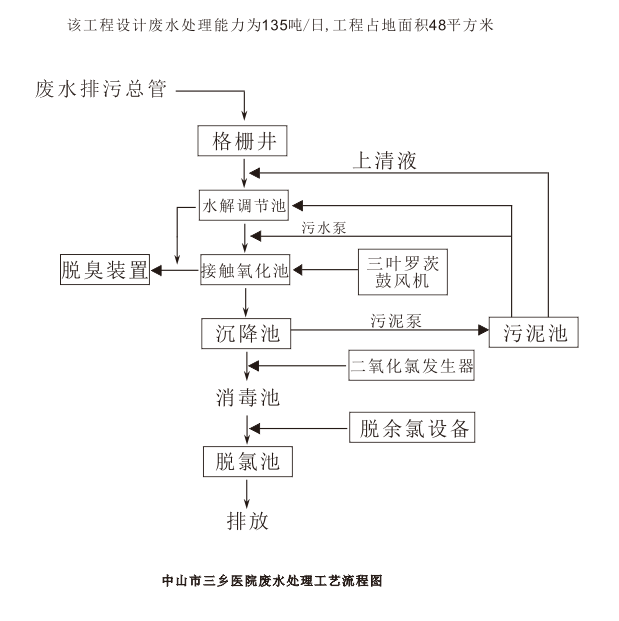 该工程设计废水处理能力为135吨/日,工程占地面积48平方米
废水排污总管
格栅井
上清液
水解调节池
污水泵
脱臭装置
接触氧化池
三叶罗茨
鼓风机
沉降池
污泥泵
污泥池
二氧化氯发生器
消毒池
脱余氯设备
脱氯池
排放
中山市三乡医院废水处理工艺流程图